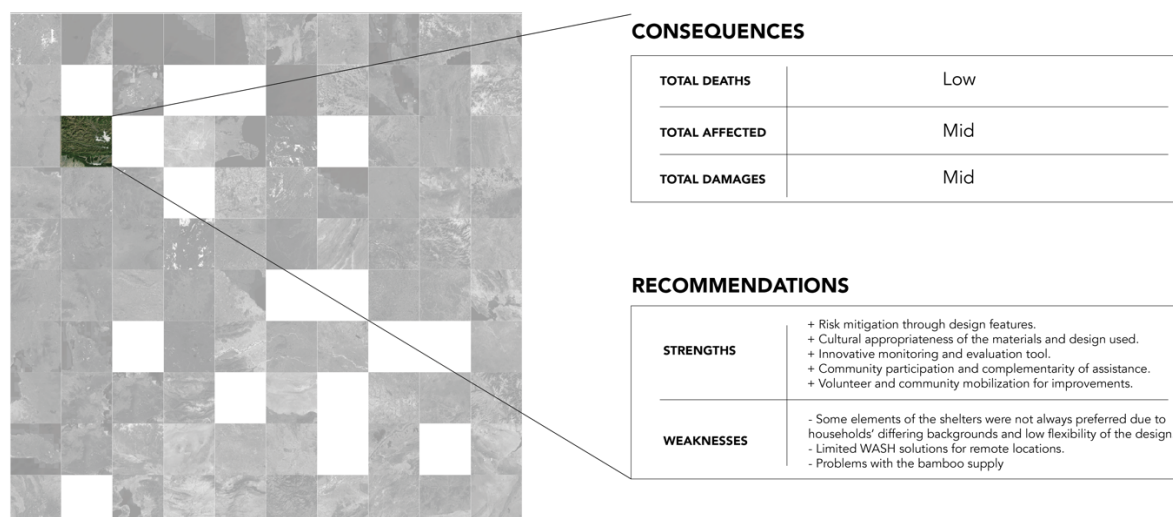 CONSEQUENCES
TOTAL DEATHS Low
TOTAL AFFECTED Mid
TOTAL DAMAGES Mid
RECOMMENDATIONS
STRENGTHS
+ Risk mitigation through design features.
+ Cultural appropriateness of the materials and design used.
+ Innovative monitoring and evaluation tool.
+ Community participation and complementarity of assistance.
+ Volunteer and community mobilization for improvements.
WEAKNESSES
- Some elements of the shelters were not always preferred due to
households' differing backgrounds and low flexibility of the design
- Limited WASH solutions for remote locations.
- Problems with the bamboo supply